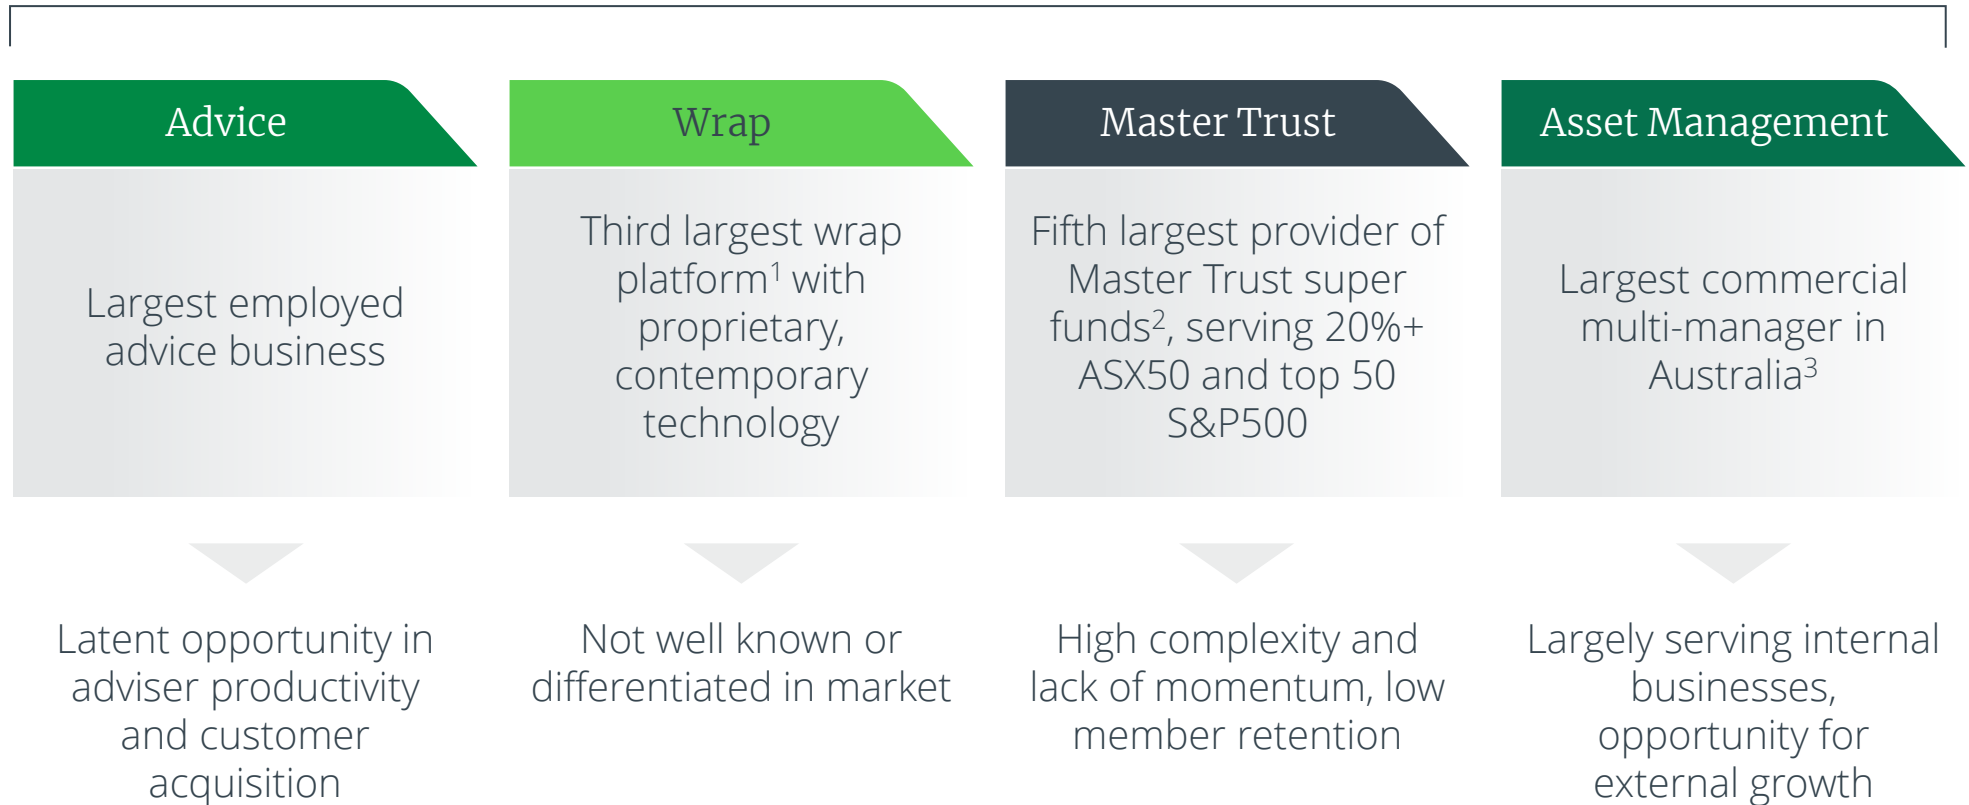 Advice
Wrap
Master Trust
Asset Management
Largest employed
advice business
Third largest wrap
platform¹ with
proprietary,
contemporary
technology
Fifth largest provider of
Master Trust super
funds², serving 20%+
ASX50 and top 50
S&P500
Largest commercial
multi-manager in
Australia³
Latent opportunity in
adviser productivity
and customer
acquisition
Not well known or
differentiated in market
High complexity and
lack of momentum, low
member retention
Largely serving internal
businesses,
opportunity for
external growth